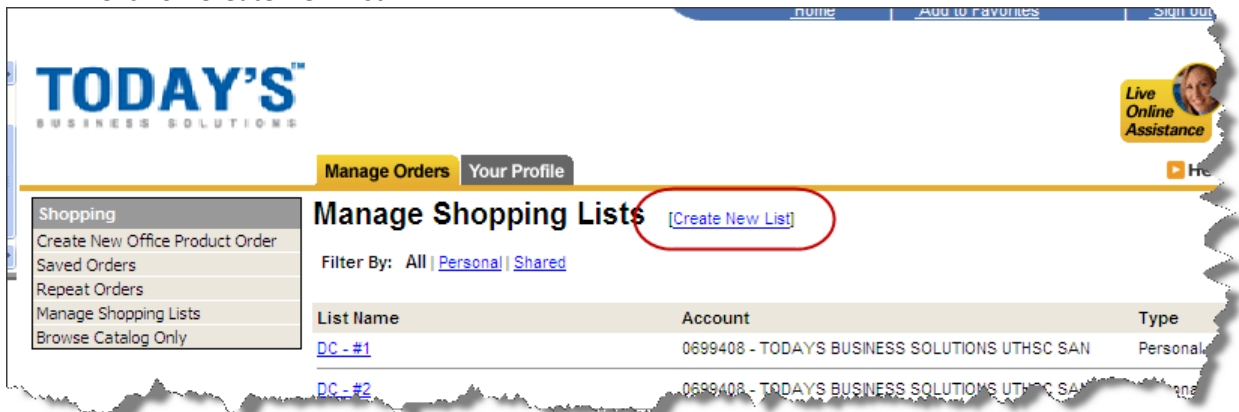 Home | Add to Favorites | Sign out
TODAY'S™
BUSINESS SOLUTIONS
Live
Online
Assistance
Manage Orders Your Profile
Shopping
Create New Office Product Order
Saved Orders
Repeat Orders
Manage Shopping Lists
Browse Catalog Only
Manage Shopping Lists [Create New List]
Filter By: All | Personal | Shared
List Name Account Type
DC - #1 0699408 - TODAYS BUSINESS SOLUTIONS UTHSC SAN Personal
DC - #2 0699408 - TODAYS BUSINESS SOLUTIONS UTHSC SAN